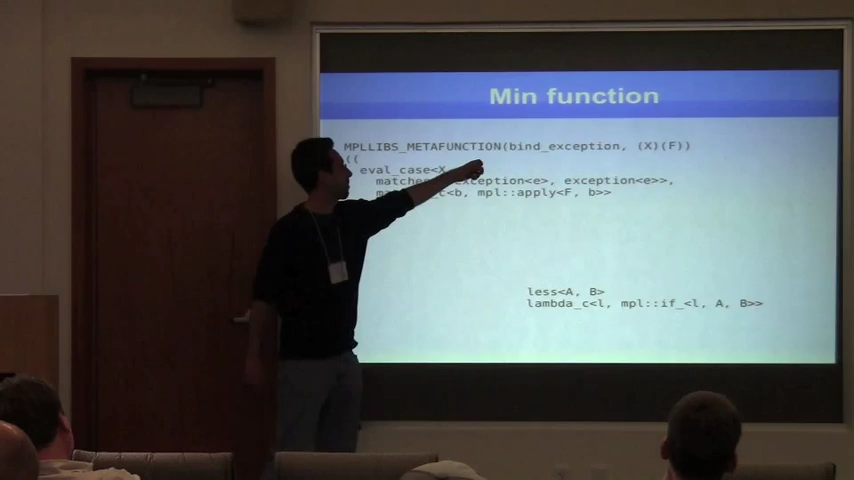 Min function
MPLLIBS_METAFUNCTION(bind_exception, (X)(F))
((
eval_case<X
exception<e>, exception<e>>,
<b, mpl::apply<F, b>>
less<A, B>
lambda_c<l, mpl::if_<l, A, B>>